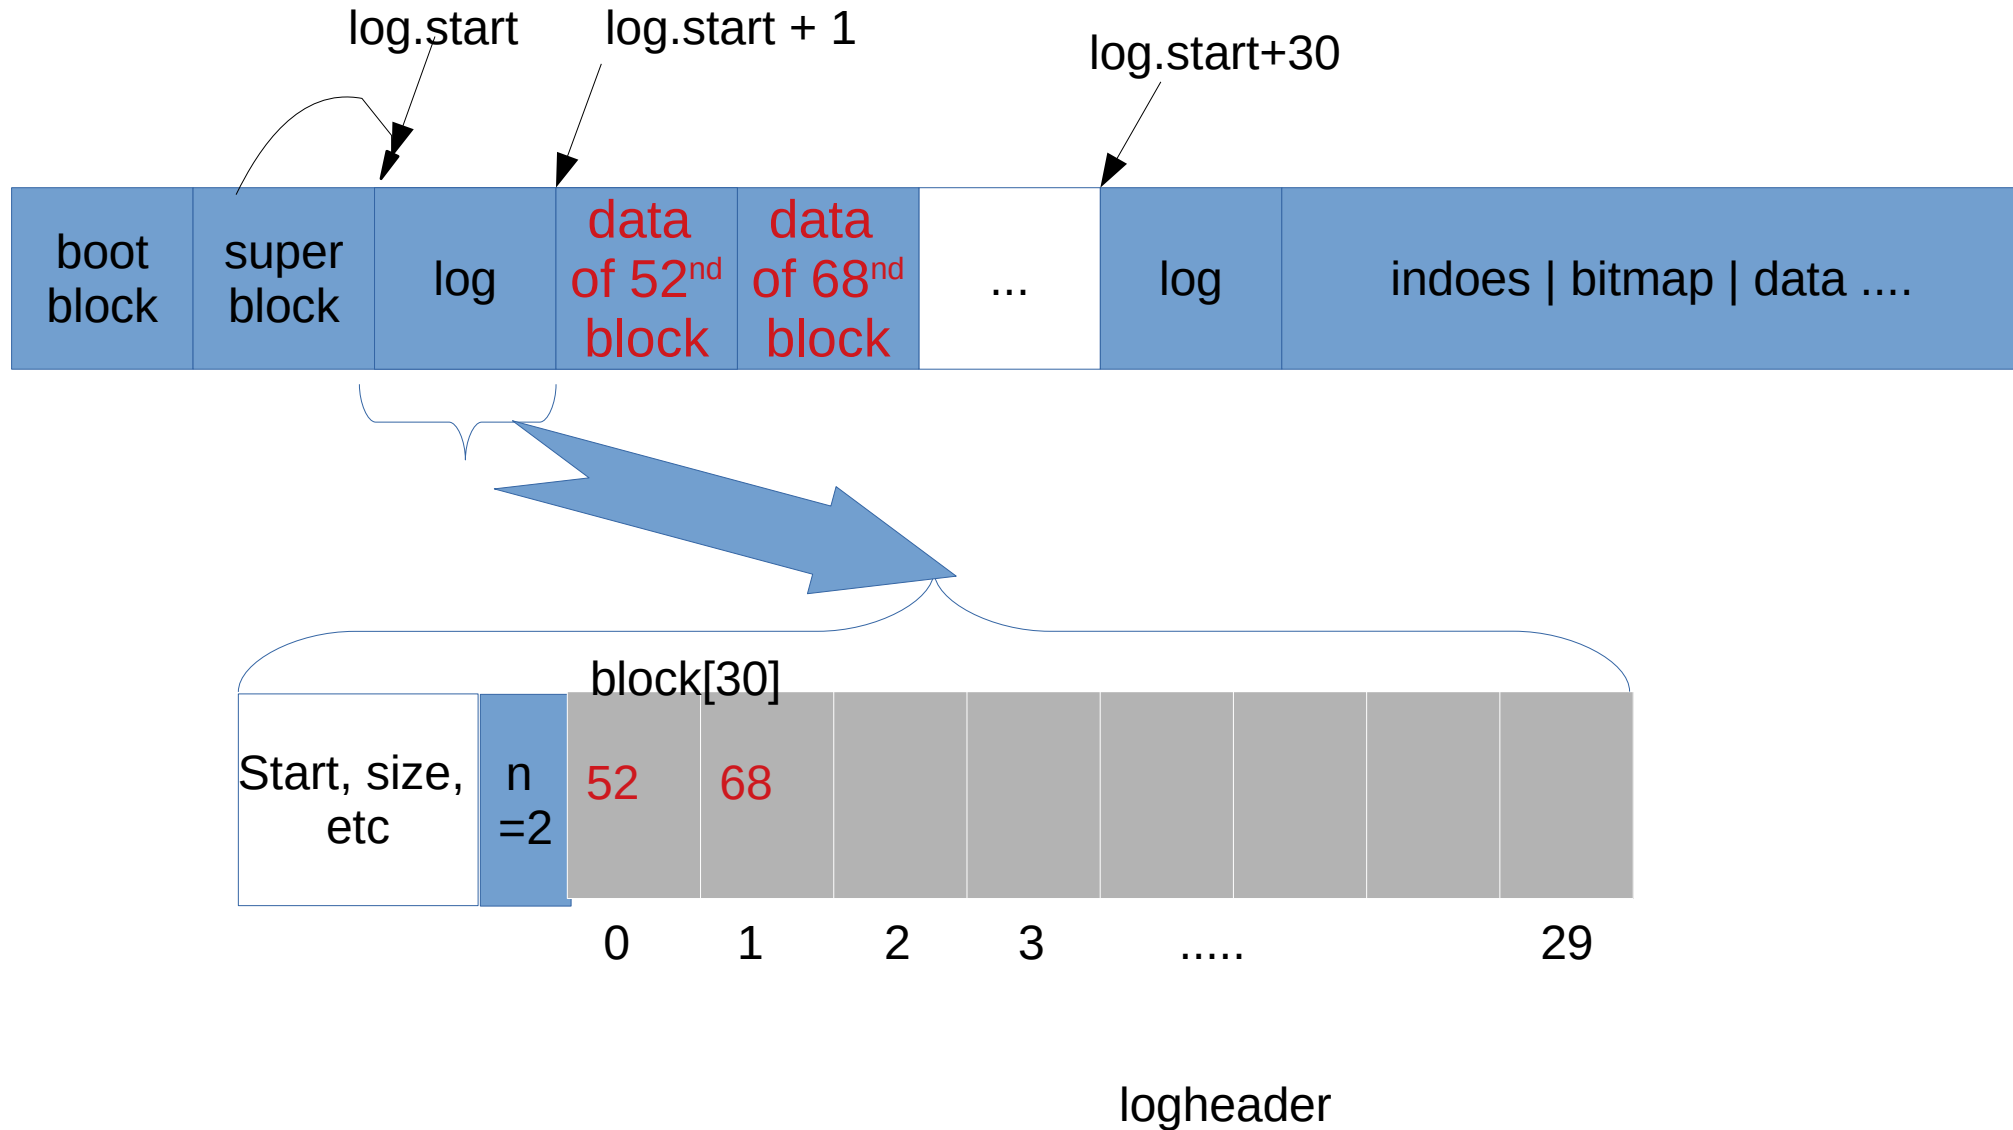 log.start
log.start + 1
log.start+30
boot
block
super
block
log
data
of 52nd
block
data
of 68nd
block
...
log
indoes | bitmap | data ....
block[30]
Start, size,
etc
n
=2
52
68
0
1
2
3
.....
29
logheader